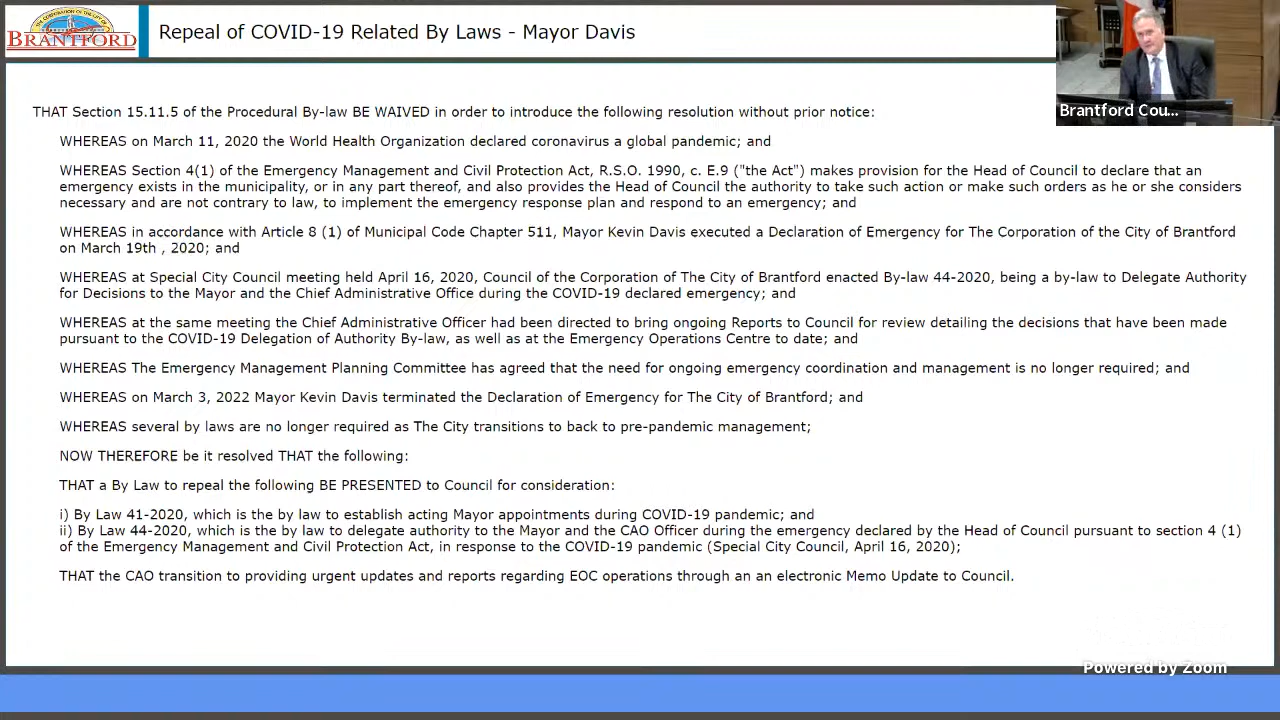 THE CORPORATION OF THE CITY OF
BRANTFORD
Repeal of COVID-19 Related By Laws - Mayor Davis
Brantford Cou...
THAT Section 15.11.5 of the Procedural By-law BE WAIVED in order to introduce the following resolution without prior notice:
WHEREAS on March 11, 2020 the World Health Organization declared coronavirus a global pandemic; and
WHEREAS Section 4(1) of the Emergency Management and Civil Protection Act, R.S.O. 1990, c. E.9 ("the Act") makes provision for the Head of Council to declare that an
emergency exists in the municipality, or in any part thereof, and also provides the Head of Council the authority to take such action or make such orders as he or she considers
necessary and are not contrary to law, to implement the emergency response plan and respond to an emergency; and
WHEREAS in accordance with Article 8 (1) of Municipal Code Chapter 511, Mayor Kevin Davis executed a Declaration of Emergency for The Corporation of the City of Brantford
on March 19th , 2020; and
WHEREAS at Special City Council meeting held April 16, 2020, Council of the Corporation of The City of Brantford enacted By-law 44-2020, being a by-law to Delegate Authority
for Decisions to the Mayor and the Chief Administrative Office during the COVID-19 declared emergency; and
WHEREAS at the same meeting the Chief Administrative Officer had been directed to bring ongoing Reports to Council for review detailing the decisions that have been made
pursuant to the COVID-19 Delegation of Authority By-law, as well as at the Emergency Operations Centre to date; and
WHEREAS The Emergency Management Planning Committee has agreed that the need for ongoing emergency coordination and management is no longer required; and
WHEREAS on March 3, 2022 Mayor Kevin Davis terminated the Declaration of Emergency for The City of Brantford; and
WHEREAS several by laws are no longer required as The City transitions to back to pre-pandemic management;
NOW THEREFORE be it resolved THAT the following:
THAT a By Law to repeal the following BE PRESENTED to Council for consideration:
i) By Law 41-2020, which is the by law to establish acting Mayor appointments during COVID-19 pandemic; and
ii) By Law 44-2020, which is the by law to delegate authority to the Mayor and the CAO Officer during the emergency declared by the Head of Council pursuant to section 4 (1)
of the Emergency Management and Civil Protection Act, in response to the COVID-19 pandemic (Special City Council, April 16, 2020);
THAT the CAO transition to providing urgent updates and reports regarding EOC operations through an an electronic Memo Update to Council.
Powered by Zoom